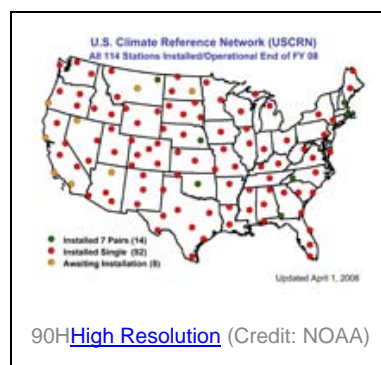 U.S. Climate Reference Network (USCRN)
All 114 Stations Installed/Operational End of FY 08
Installed 7 Pairs (14)
Installed Single (92)
Awaiting Installation (8)
Updated April 1, 2008
90HHigh Resolution (Credit: NOAA)